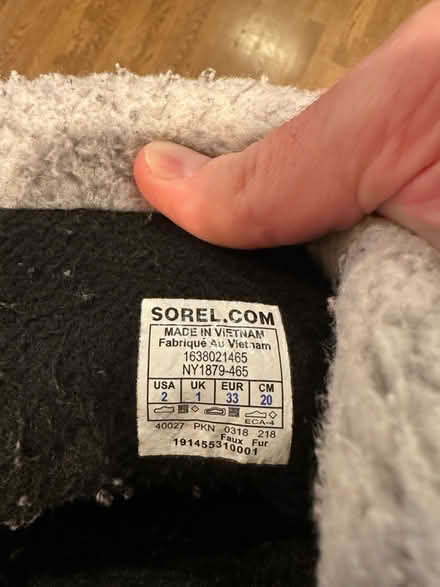 SOREL.COM
MADE IN VIETNAM
Fabriqué Au Vietnam
1638021465
NY1879-465
USA UK EUR CM
2 1 33 20
ECA-4
40027 PKN 0318 218
Faux Fur
191455310001